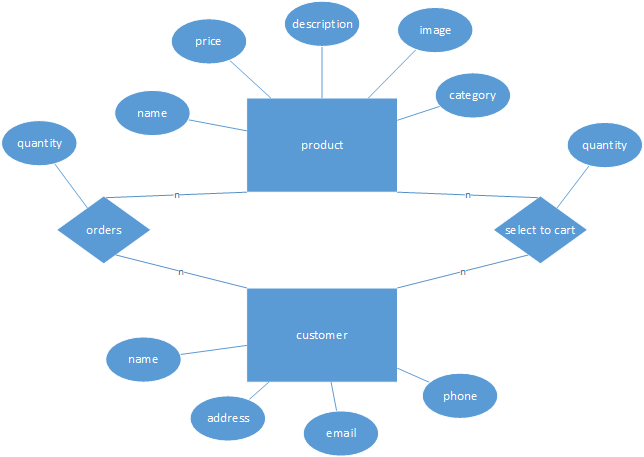 description
image
price
category
name
quantity
product
quantity
n
n
orders
select to cart
n
n
customer
name
phone
address
email